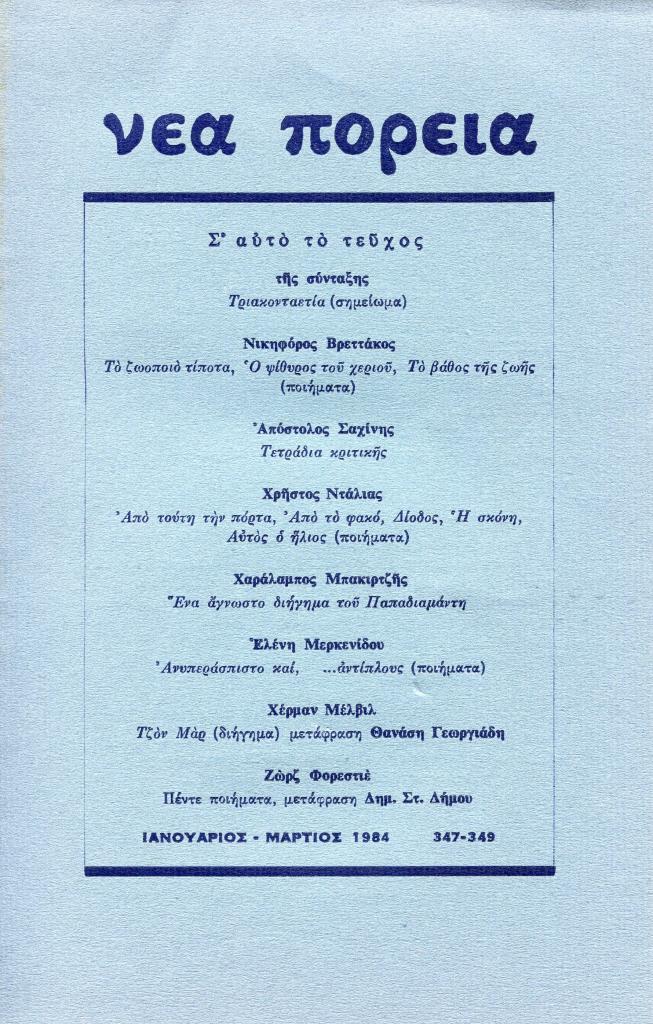 νεα πορεια
Σ' αὐτὸ τὸ τεῦχος
τῆς σύνταξης
Τριακονταετία (σημείωμα)
Νικηφόρος Βρεττάκος
Τὸ ζωοποιὸ τίποτα, Ὁ ψίθυρος τοῦ χεριοῦ, Τὸ βάθος τῆς ζωῆς
(ποιήματα)
Ἀπόστολος Σαχίνης
Τετράδια κριτικῆς
Χρῆστος Ντάλιας
Ἀπὸ τούτη τὴν πόρτα, Ἀπὸ τὸ φακό, Δίοδος, Ἡ σκόνη,
Αὐτὸς ὁ ἥλιος (ποιήματα)
Χαράλαμπος Μπακιρτζῆς
Ἕνα ἄγνωστο διήγημα τοῦ Παπαδιαμάντη
Ἑλένη Μερκενίδου
Ἀνυπεράσπιστο καί, ...ἀντίπλους (ποιήματα)
Χέρμαν Μέλβιλ
Τζὸν Μὰρ (διήγημα) μετάφραση Θανάση Γεωργιάδη
Ζὼρζ Φορεστιὲ
Πέντε ποιήματα, μετάφραση Δημ. Στ. Δήμου
ΙΑΝΟΥΑΡΙΟΣ - ΜΑΡΤΙΟΣ 1984 347-349